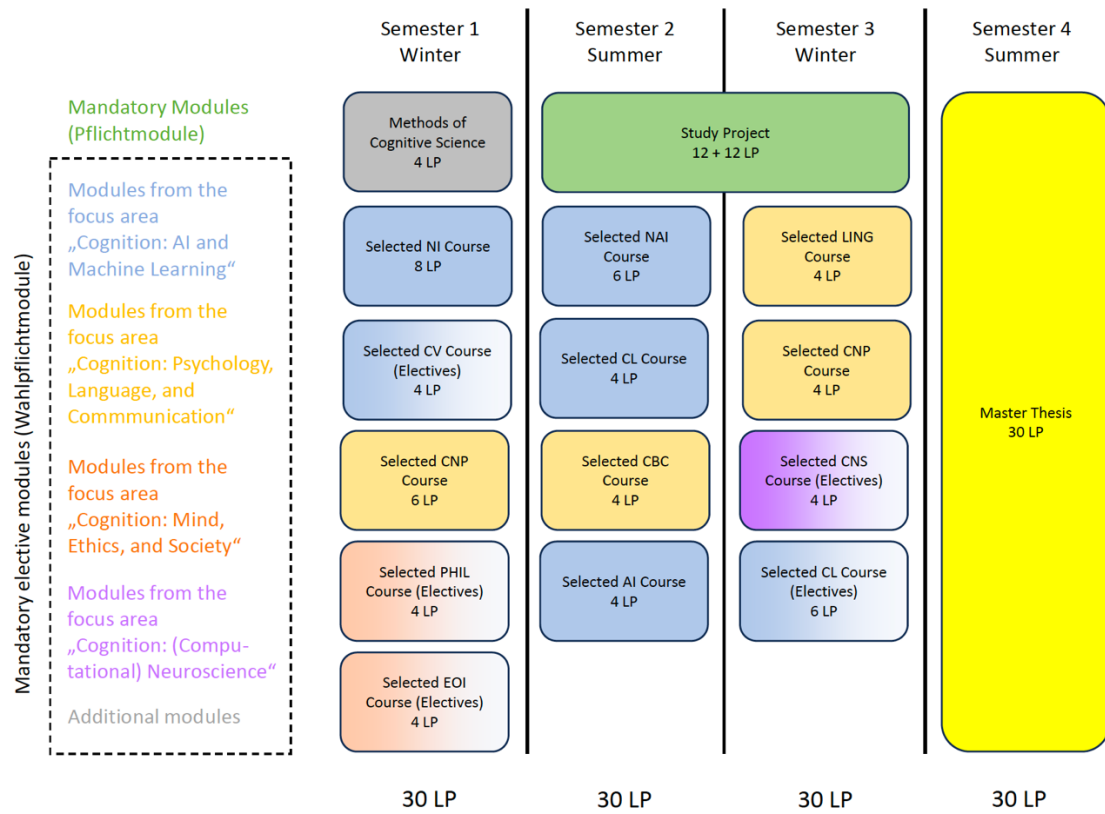 Semester 1
Winter
Semester 2
Summer
Semester 3
Winter
Semester 4
Summer
Mandatory elective modules (Wahlpflichtmodule)
Mandatory Modules
(Pflichtmodule)
Modules from the
focus area
„Cognition: AI and
Machine Learning“
Modules from the
focus area
„Cognition: Psychology,
Language, and
Commmunication“
Modules from the
focus area
„Cognition: Mind,
Ethics, and Society“
Modules from the
focus area
„Cognition: (Compu-
tational) Neuroscience“
Additional modules
Methods of
Cognitive Science
4 LP
Selected NI Course
8 LP
Selected CV Course
(Electives)
4 LP
Selected CNP
Course
6 LP
Selected PHIL
Course (Electives)
4 LP
Selected EOI
Course (Electives)
4 LP
Study Project
12 + 12 LP
Selected NAI
Course
6 LP
Selected CL Course
4 LP
Selected CBC
Course
4 LP
Selected AI Course
4 LP
Selected LING
Course
4 LP
Selected CNP
Course
4 LP
Selected CNS
Course (Electives)
4 LP
Selected CL Course
(Electives)
6 LP
Master Thesis
30 LP
30 LP
30 LP
30 LP
30 LP